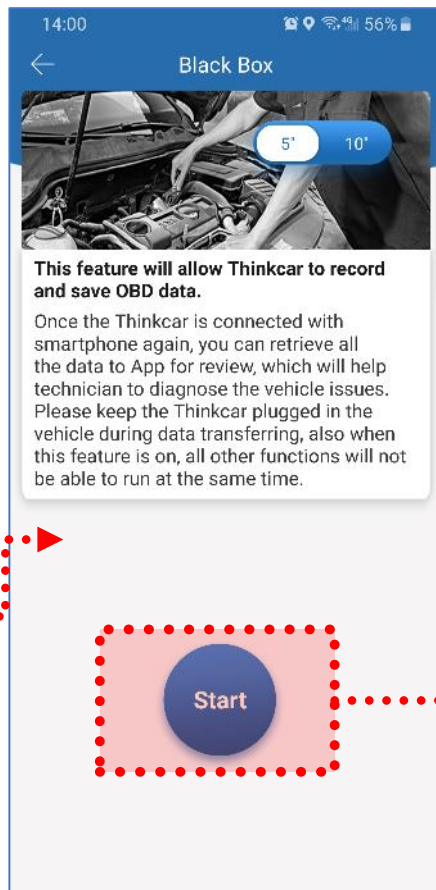 14:00 4G 56%
Black Box
5" 10"
This feature will allow Thinkcar to record
and save OBD data.
Once the Thinkcar is connected with
smartphone again, you can retrieve all
the data to App for review, which will help
technician to diagnose the vehicle issues.
Please keep the Thinkcar plugged in the
vehicle during data transferring, also when
this feature is on, all other functions will not
be able to run at the same time.
Start